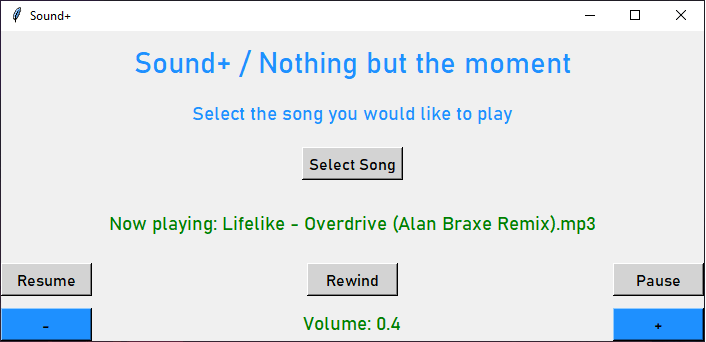 Sound+
Sound+ / Nothing but the moment
Select the song you would like to play
Select Song
Now playing: Lifelike - Overdrive (Alan Braxe Remix).mp3
Resume Rewind Pause
- Volume: 0.4 +